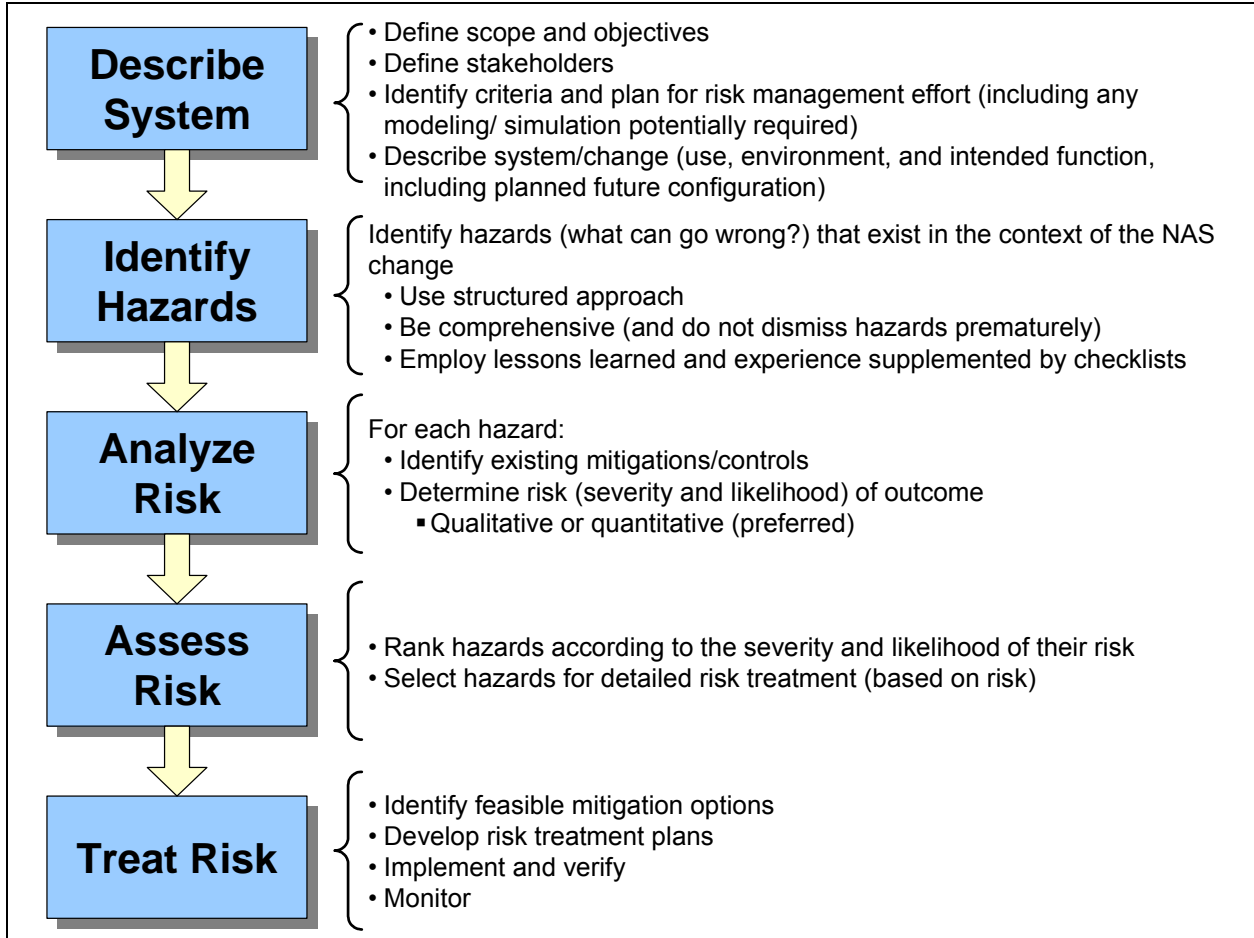 Describe
System
• Define scope and objectives
• Define stakeholders
• Identify criteria and plan for risk management effort (including any
modeling/ simulation potentially required)
• Describe system/change (use, environment, and intended function,
including planned future configuration)
Identify
Hazards
Identify hazards (what can go wrong?) that exist in the context of the NAS
change
• Use structured approach
• Be comprehensive (and do not dismiss hazards prematurely)
• Employ lessons learned and experience supplemented by checklists
Analyze
Risk
For each hazard:
• Identify existing mitigations/controls
• Determine risk (severity and likelihood) of outcome
▪ Qualitative or quantitative (preferred)
Assess
Risk
• Rank hazards according to the severity and likelihood of their risk
• Select hazards for detailed risk treatment (based on risk)
Treat Risk
• Identify feasible mitigation options
• Develop risk treatment plans
• Implement and verify
• Monitor